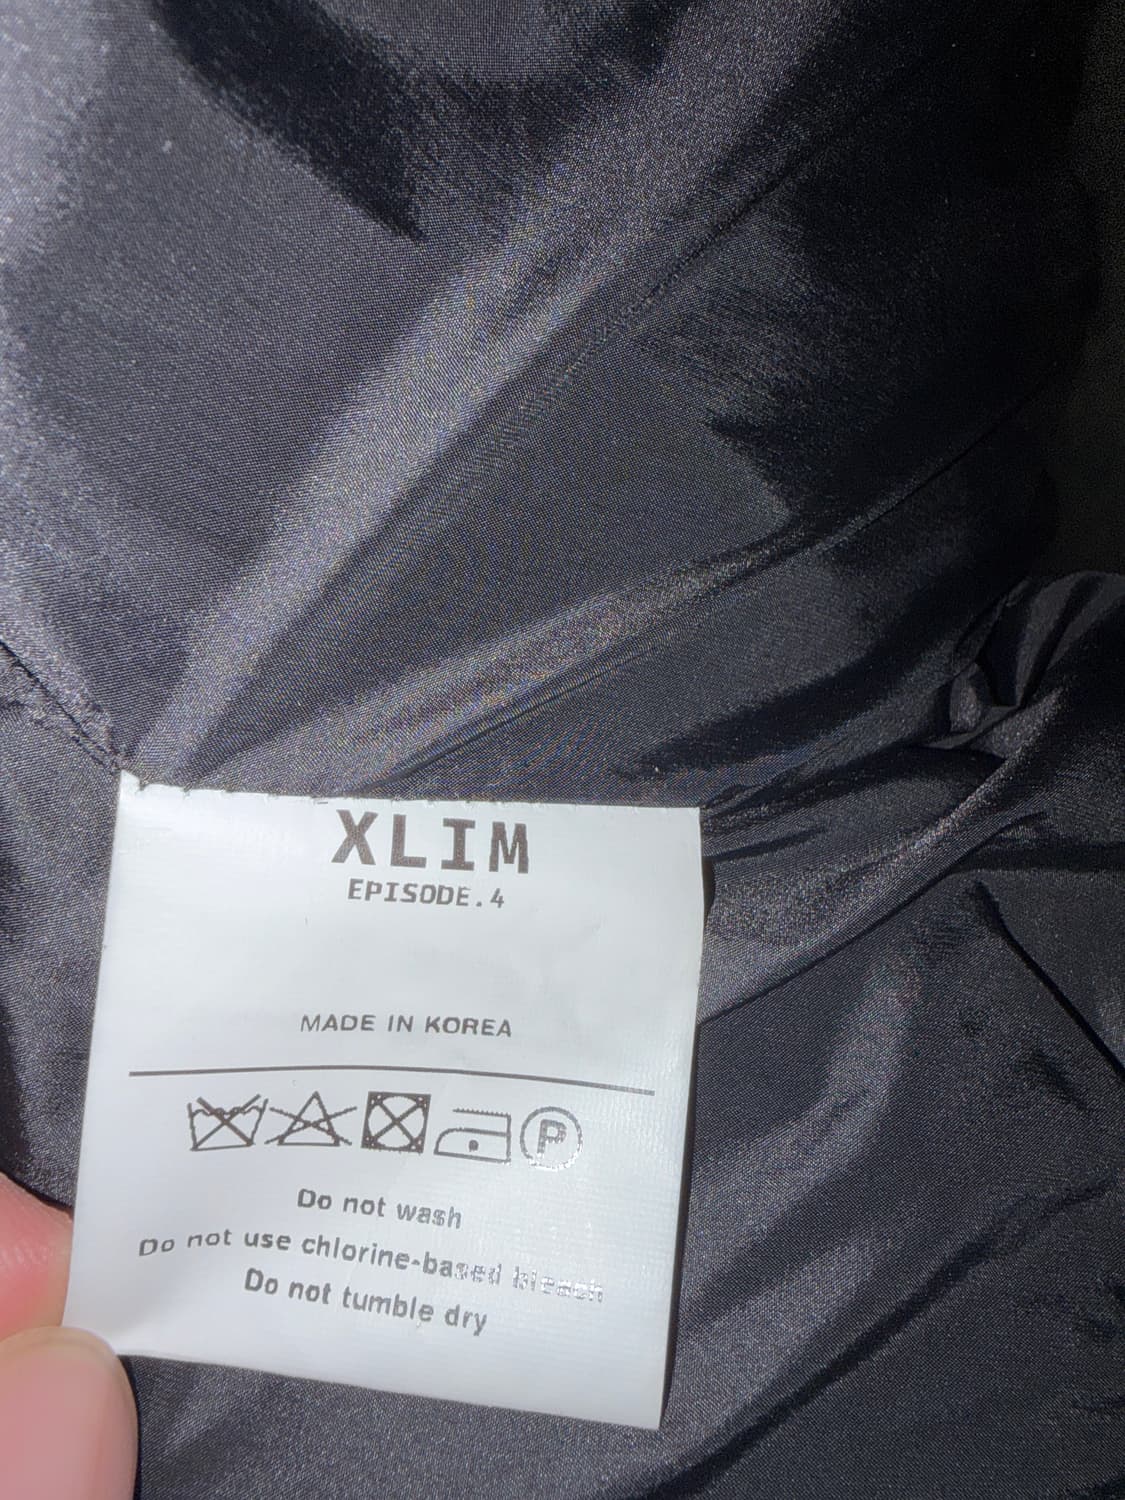 XLIM
EPISODE.4
MADE IN KOREA
P
Do not wash
Do not use chlorine-based bleach
Do not tumble dry